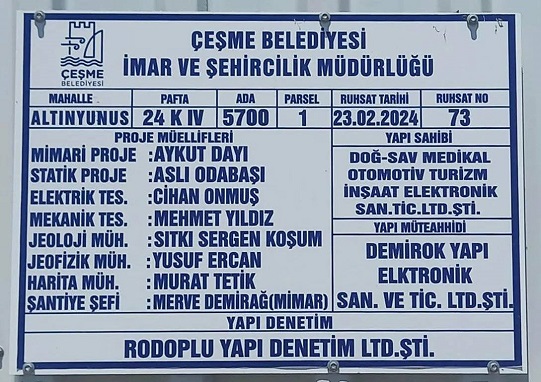 ÇEŞME
BELEDİYESİ
ÇEŞME BELEDİYESİ
İMAR VE ŞEHİRCİLİK MÜDÜRLÜĞÜ
MAHALLE PAFTA ADA PARSEL RUHSAT TARİHİ RUHSAT NO
ALTINYUNUS 24 K IV 5700 1 23.02.2024 73
PROJE MÜELLİFLERİ
MİMARİ PROJE :AYKUT DAYI
STATİK PROJE :ASLI ODABAŞI
ELEKTRİK TES. :CİHAN ONMUŞ
MEKANİK TES. :MEHMET YILDIZ
JEOLOJİ MÜH. :SITKI SERGEN KOŞUM
JEOFİZİK MÜH. :YUSUF ERCAN
HARİTA MÜH. :MURAT TETİK
ŞANTİYE ŞEFİ :MERVE DEMİRAĞ(MİMAR)
YAPI SAHİBİ
DOĞ-SAV MEDİKAL
OTOMOTİV TURİZM
İNŞAAT ELEKTRONİK
SAN.TİC.LTD.ŞTİ.
YAPI MÜTEAHHİDİ
DEMİROK YAPI
ELKTRONİK
SAN. VE TİC. LTD.ŞTİ.
YAPI DENETİM
RODOPLU YAPI DENETİM LTD.ŞTİ.